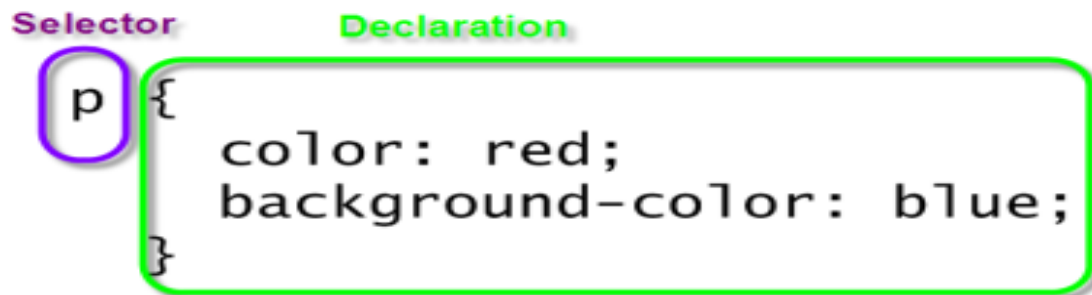 Selector Declaration
p {
color: red;
background-color: blue;
}